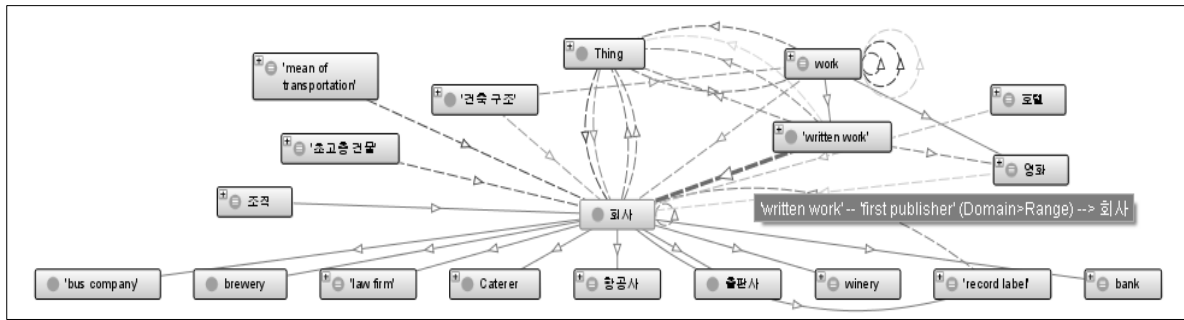 Thing
work
'mean of
transportation'
'건축 구조'
호텔
'written work'
'초고층 건물'
영화
조직
회사
'written work' -- 'first publisher' (Domain>Range) --> 회사
'bus company'
brewery
'law firm'
Caterer
항공사
출판사
winery
'record label'
bank